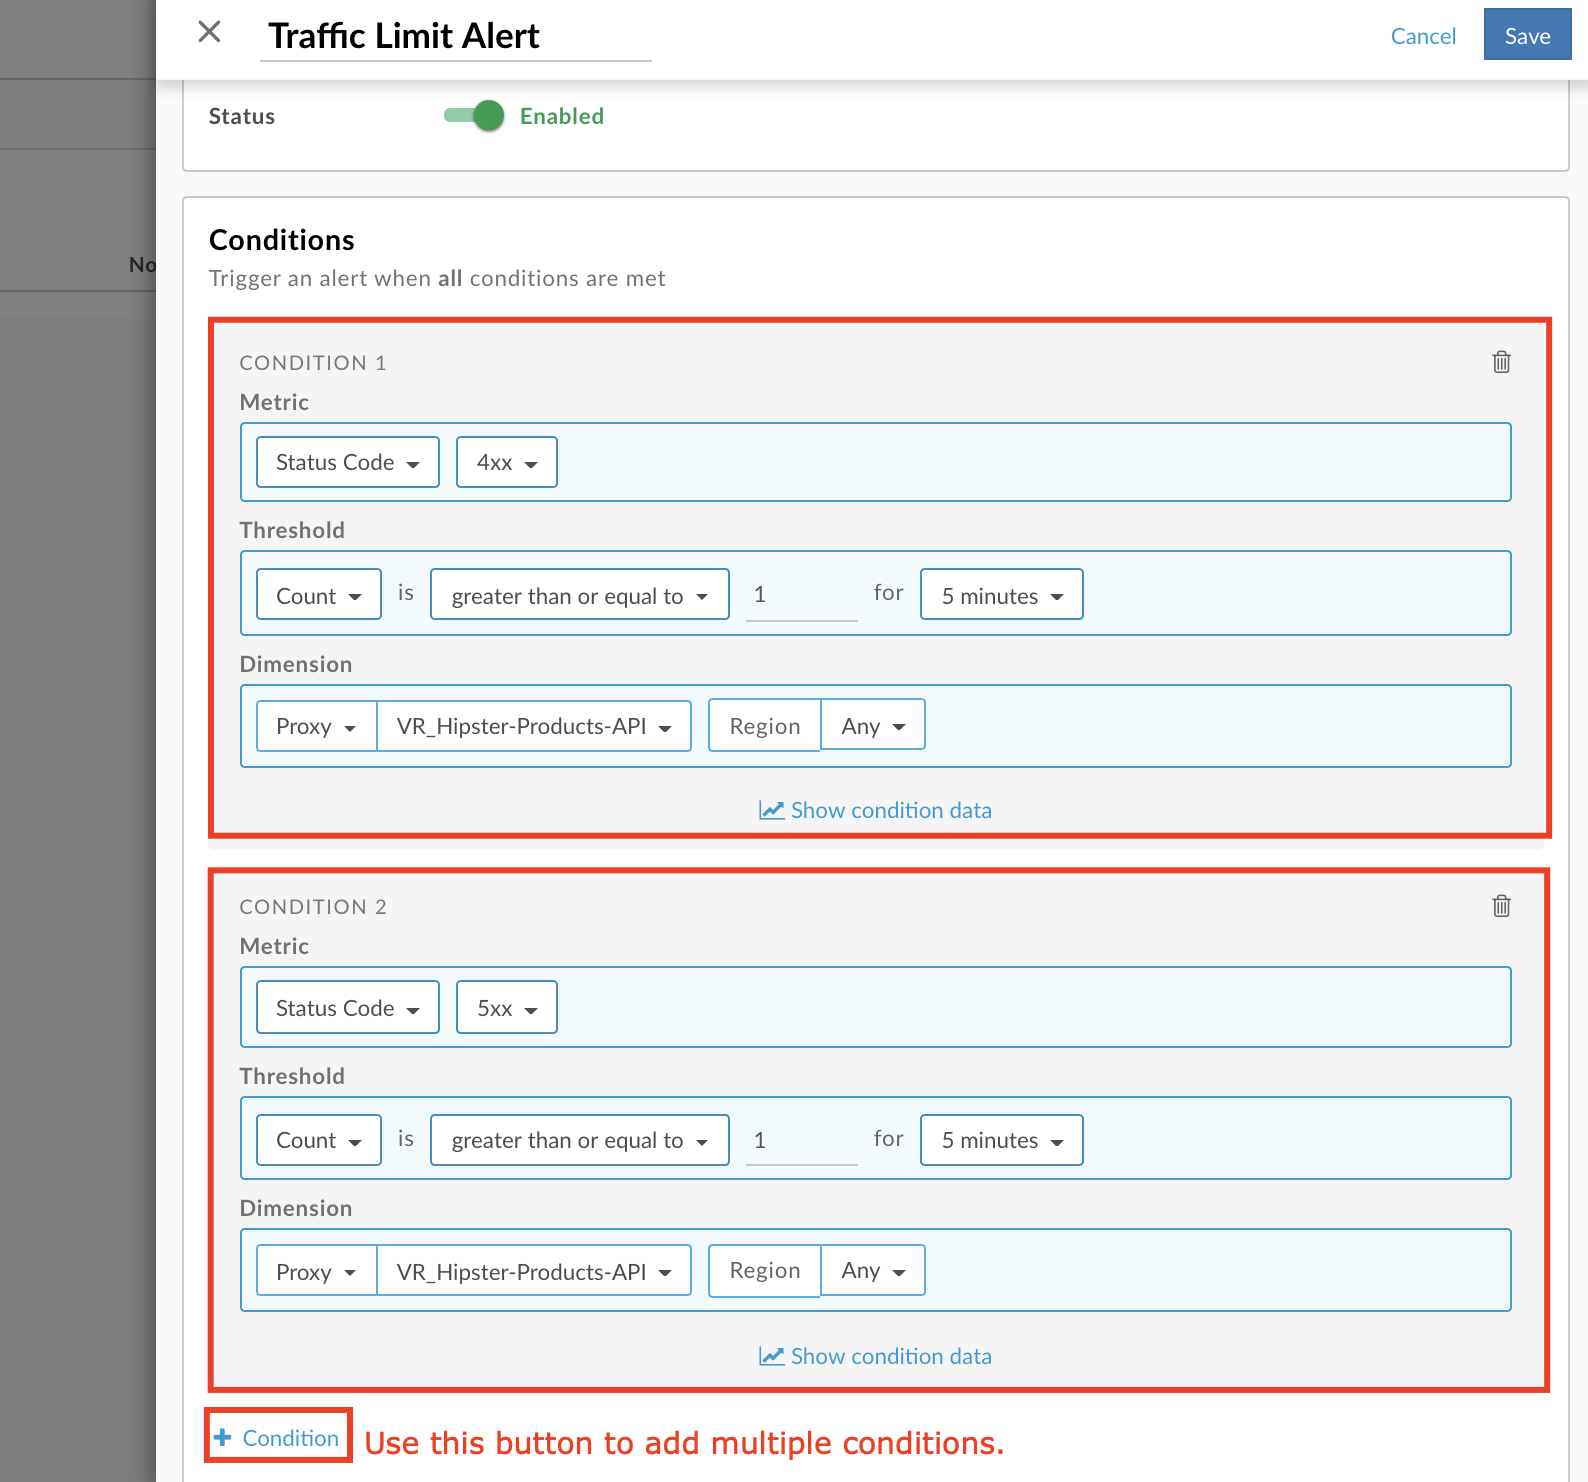 Traffic Limit Alert
Cancel
Save
Status
Enabled
No
Conditions
Trigger an alert when all conditions are met
CONDITION 1
Metric
Status Code 4xx
Threshold
Count is greater than or equal to 1 for 5 minutes
Dimension
Proxy VR_Hipster-Products-API Region Any
Show condition data
CONDITION 2
Metric
Status Code 5xx
Threshold
Count is greater than or equal to 1 for 5 minutes
Dimension
Proxy VR_Hipster-Products-API Region Any
Show condition data
+ Condition Use this button to add multiple conditions.